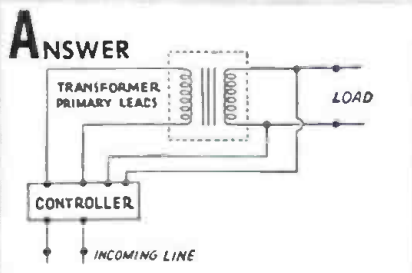 ANSWER
TRANSFORMER
PRIMARY LEADS
LOAD
CONTROLLER
INCOMING LINE